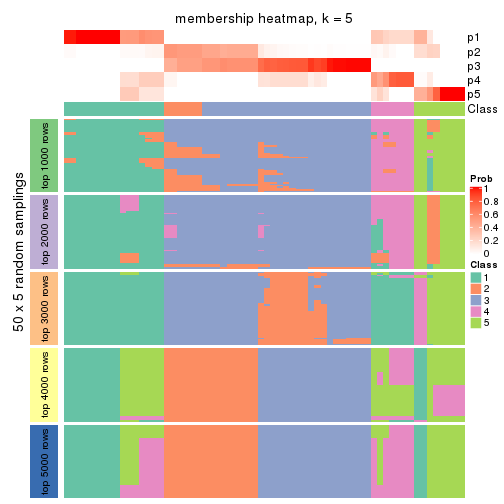 membership heatmap, k = 5
p1
p2
p3
p4
p5
Class
50 x 5 random samplings
top 1000 rows
top 2000 rows
top 3000 rows
top 4000 rows
top 5000 rows
Prob
1
0.8
0.6
0.4
0.2
0
Class
1
2
3
4
5